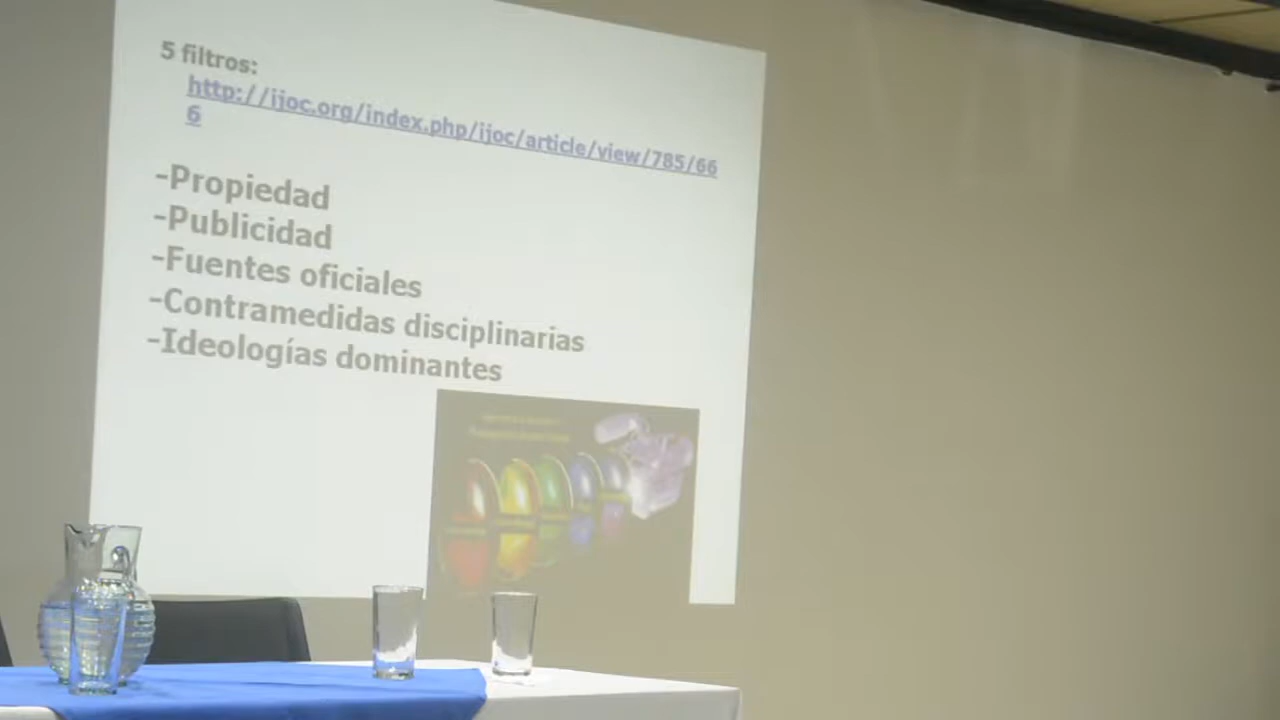 5 filtros:
http://ijoc.org/index.php/ijoc/article/view/785/66
6
-Propiedad
-Publicidad
-Fuentes oficiales
-Contramedidas disciplinarias
-Ideologías dominantes